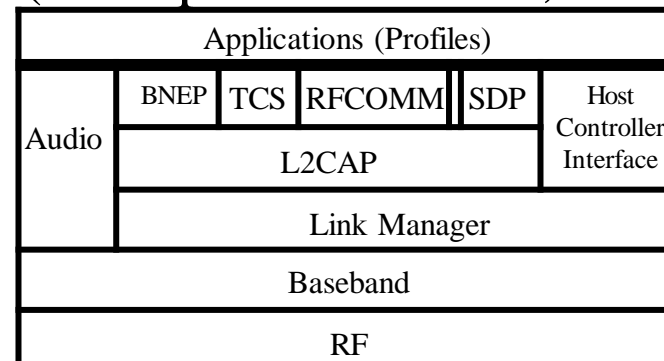 Applications (Profiles)
BNEP TCS RFCOMM SDP Host
Audio Controller
L2CAP Interface
Link Manager
Baseband
RF